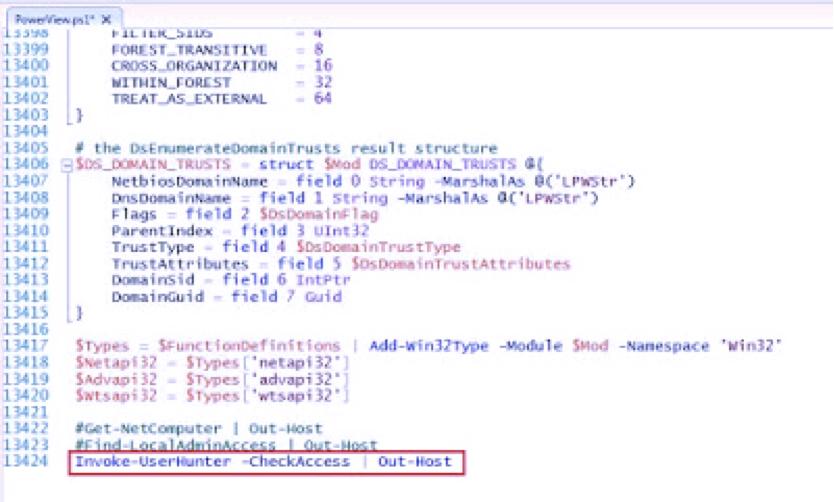 PowerView.ps1* X
13398 FILTER_SIDS = 4
13399 FOREST_TRANSITIVE = 8
13400 CROSS_ORGANIZATION = 16
13401 WITHIN_FOREST = 32
13402 TREAT_AS_EXTERNAL = 64
13403 }
13404
13405 # the DsEnumerateDomainTrusts result structure
13406 $DS_DOMAIN_TRUSTS = struct $Mod DS_DOMAIN_TRUSTS @{
13407 NetbiosDomainName = field 0 String -MarshalAs @('LPWStr')
13408 DnsDomainName = field 1 String -MarshalAs @('LPWStr')
13409 Flags = field 2 $DsDomainFlag
13410 ParentIndex = field 3 UInt32
13411 TrustType = field 4 $DsDomainTrustType
13412 TrustAttributes = field 5 $DsDomainTrustAttributes
13413 DomainSid = field 6 IntPtr
13414 DomainGuid = field 7 Guid
13415 }
13416
13417 $Types = $FunctionDefinitions | Add-Win32Type -Module $Mod -Namespace 'Win32'
13418 $Netapi32 = $Types['netapi32']
13419 $Advapi32 = $Types['advapi32']
13420 $Wtsapi32 = $Types['wtsapi32']
13421
13422 #Get-NetComputer | Out-Host
13423 #Find-LocalAdminAccess | Out-Host
13424 Invoke-UserHunter -CheckAccess | Out-Host